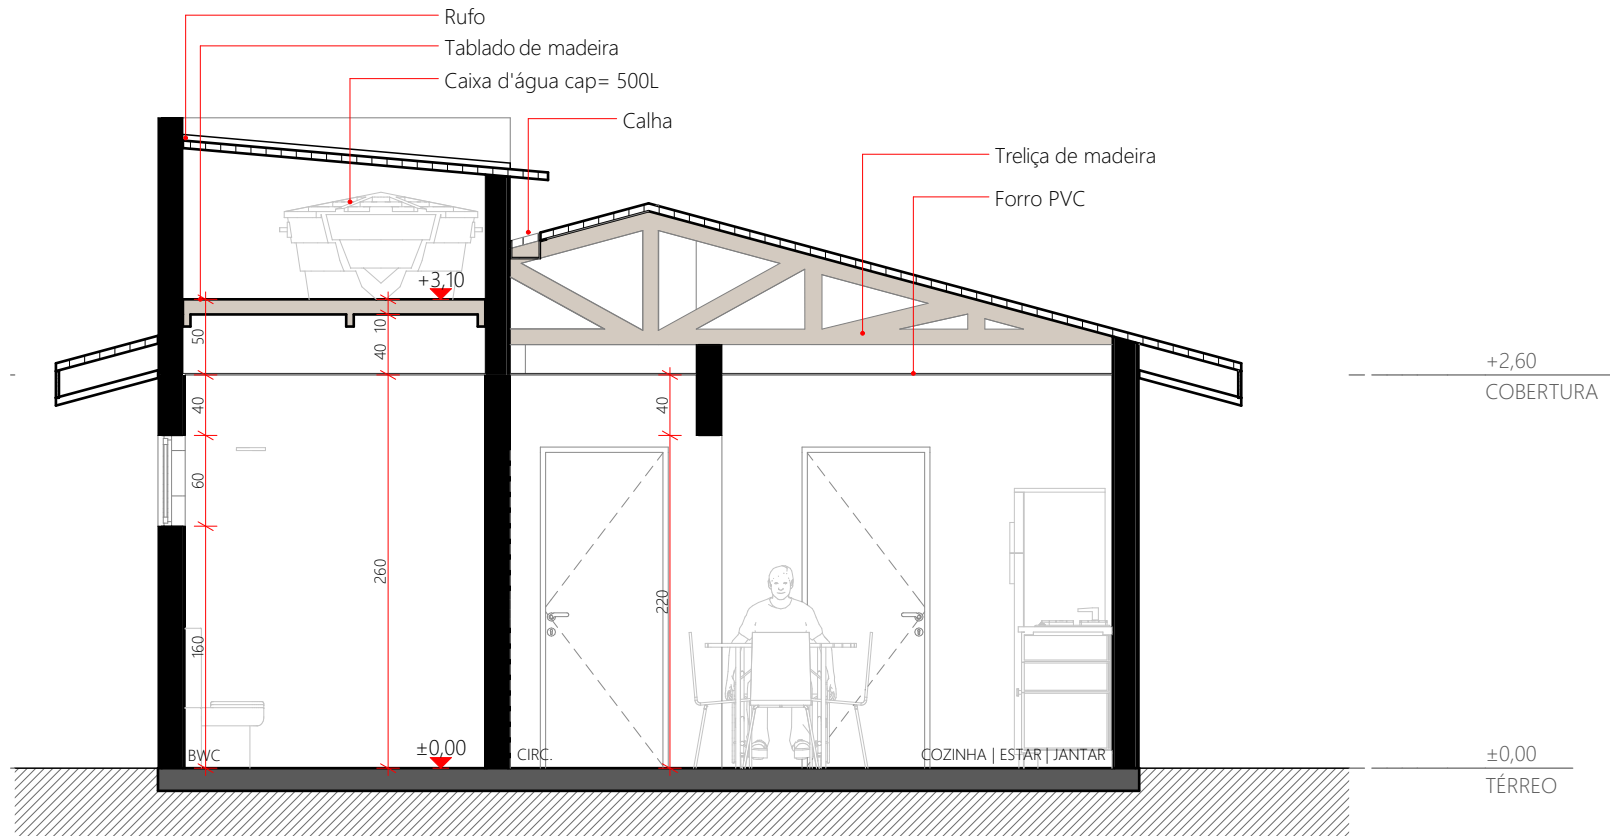 Rufo
Tablado de madeira
Caixa d'água cap= 500L
Calha
Treliça de madeira
Forro PVC
+3,10
50
10
40
+2,60
COBERTURA
40
40
60
260
220
160
BWC
±0,00
CIRC.
COZINHA | ESTAR | JANTAR
±0,00
TÉRREO